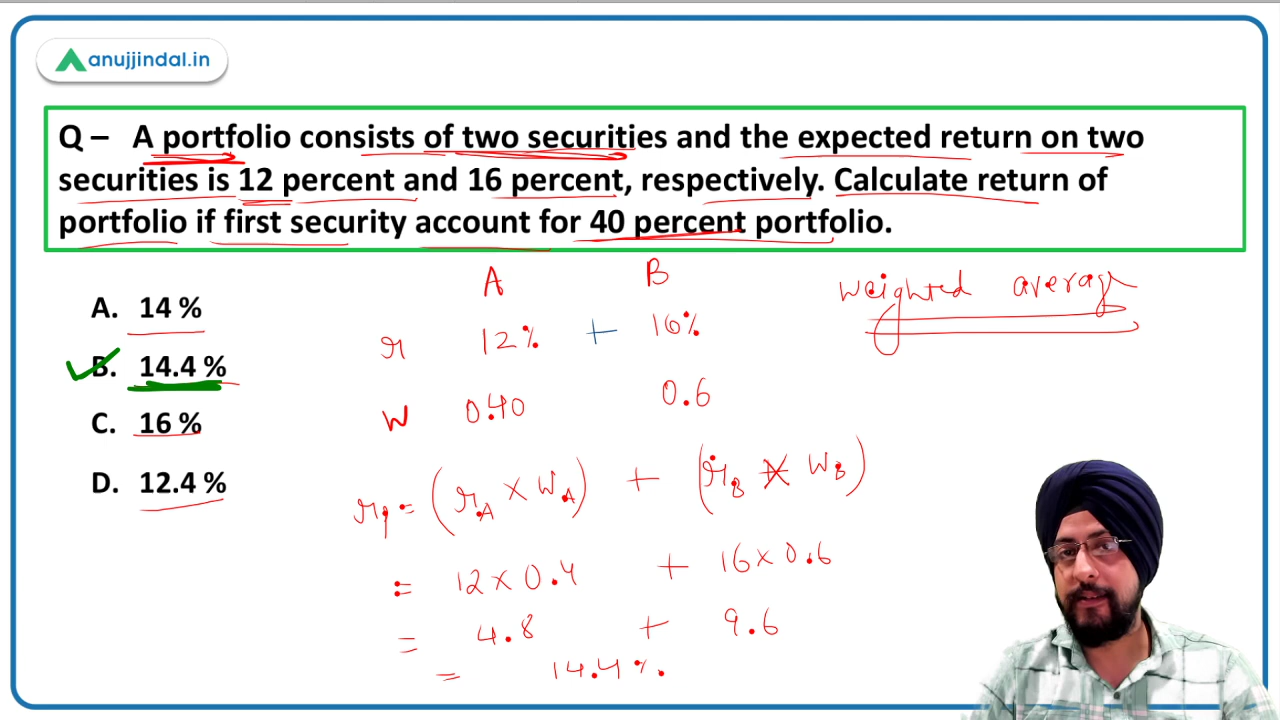 anujjindal.in
Q – A portfolio consists of two securities and the expected return on two
securities is 12 percent and 16 percent, respectively. Calculate return of
portfolio if first security account for 40 percent portfolio.
A. 14 %
B. 14.4 %
C. 16 %
D. 12.4 %
A B
r 12% + 16%
W 0.40 0.6
weighted average
rp = (rA × WA) + (rB × WB)
= 12 × 0.4 + 16 × 0.6
= 4.8 + 9.6
= 14.4%